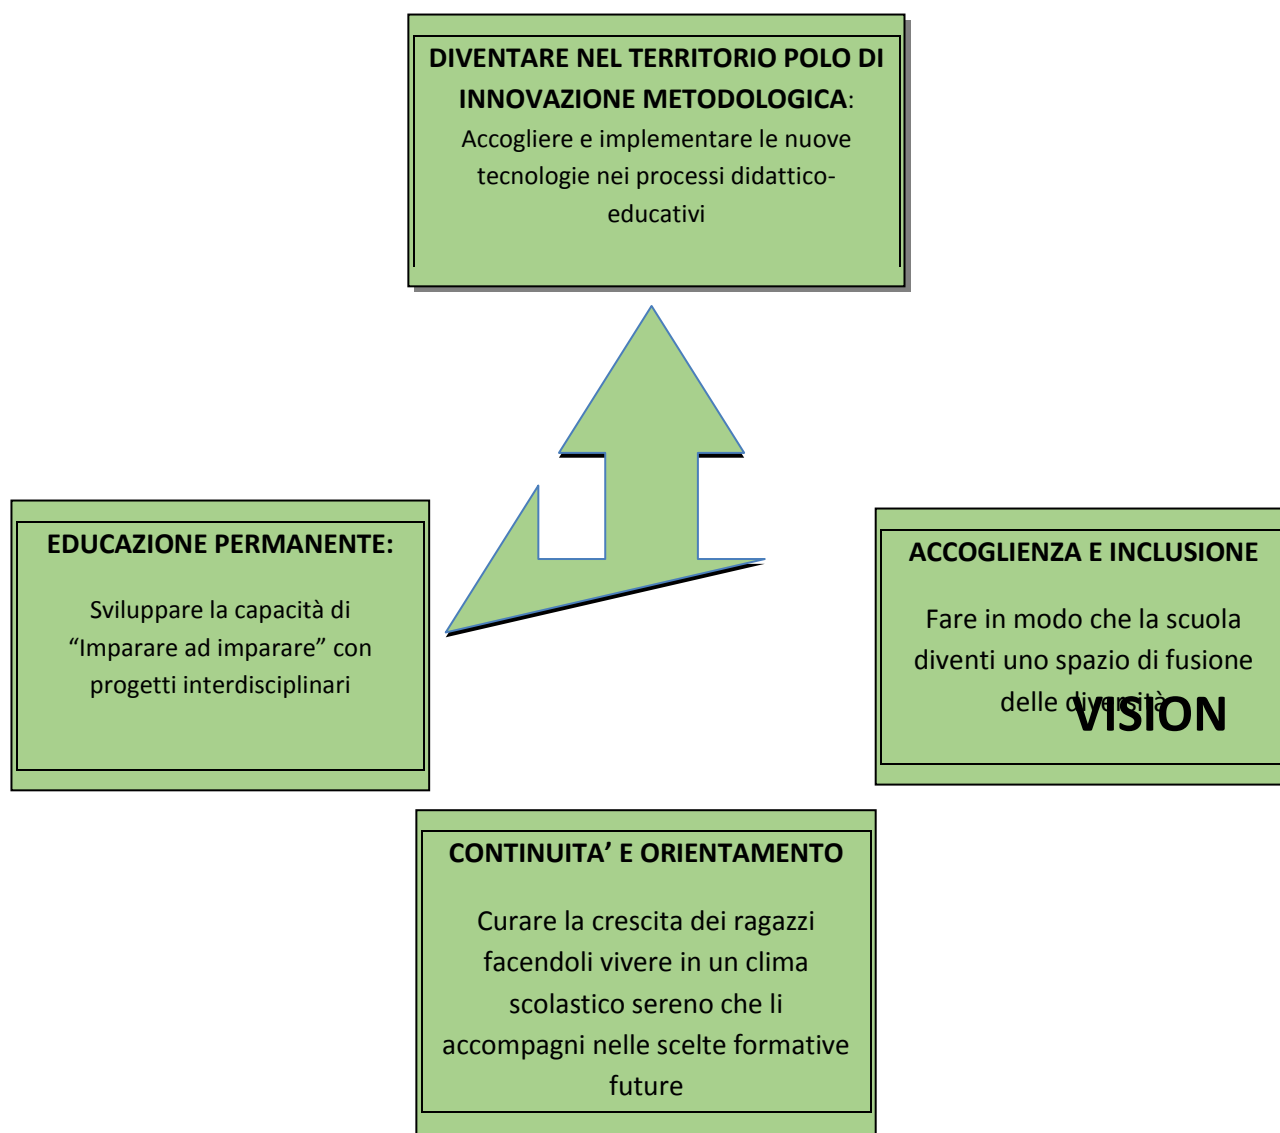 DIVENTARE NEL TERRITORIO POLO DI
INNOVAZIONE METODOLOGICA:
Accogliere e implementare le nuove
tecnologie nei processi didattico-
educativi
EDUCAZIONE PERMANENTE:
Sviluppare la capacità di
“Imparare ad imparare” con
progetti interdisciplinari
ACCOGLIENZA E INCLUSIONE
Fare in modo che la scuola
diventi uno spazio di fusione
delle diversità
VISION
CONTINUITA’ E ORIENTAMENTO
Curare la crescita dei ragazzi
facendoli vivere in un clima
scolastico sereno che li
accompagni nelle scelte formative
future